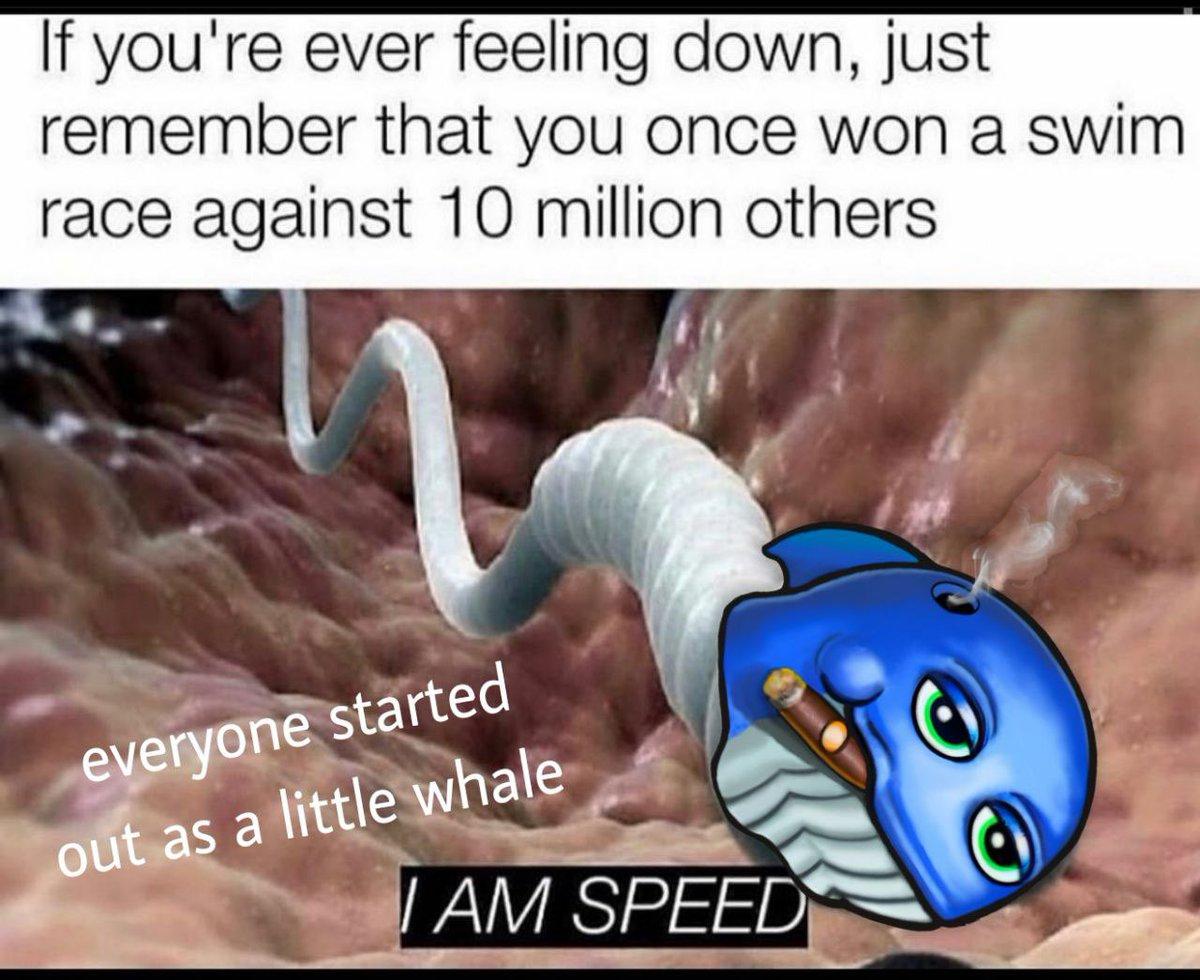 If you're ever feeling down, just
remember that you once won a swim
race against 10 million others
everyone started
out as a little whale
I AM SPEED